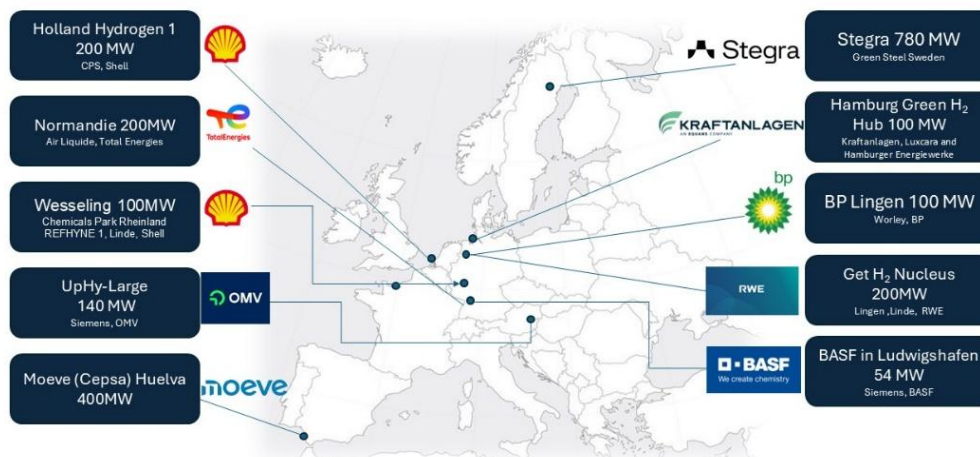 Holland Hydrogen 1
200 MW
CPS, Shell
Normandie 200MW
Air Liquide, Total Energies
TotalEnergies
Wesseling 100MW
Chemicals Park Rheinland
REFHYNE 1, Linde, Shell
UpHy-Large
140 MW
Siemens, OMV
OMV
Moeve (Cepsa) Huelva
400MW
moeve
Stegra
Stegra 780 MW
Green Steel Sweden
KRAFTANLAGEN
AN EQUANS COMPANY
Hamburg Green H₂
Hub 100 MW
Kraftanlagen, Luxcara and
Hamburger Energiewerke
bp
BP Lingen 100 MW
Worley, BP
RWE
Get H₂ Nucleus
200MW
Lingen ,Linde, RWE
BASF
We create chemistry
BASF in Ludwigshafen
54 MW
Siemens, BASF